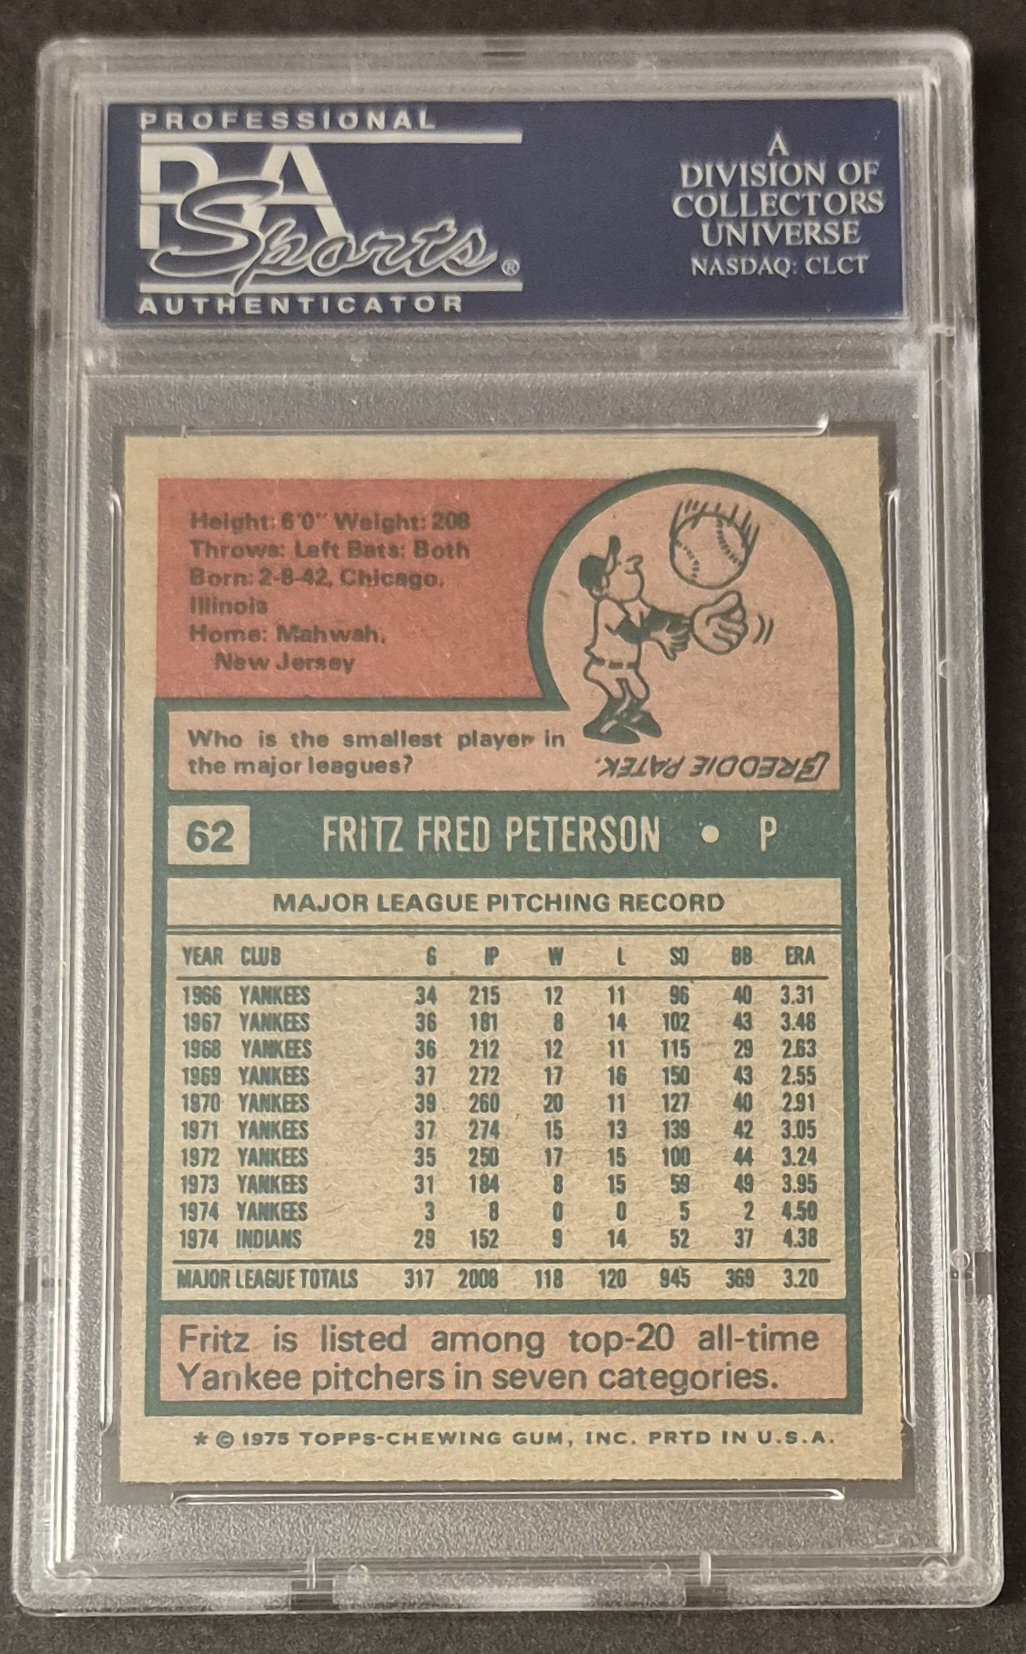 PROFESSIONAL
PSA
Sports®
AUTHENTICATOR
A
DIVISION OF
COLLECTORS
UNIVERSE
NASDAQ: CLCT
Height: 6'0" Weight: 208
Throws: Left Bats: Both
Born: 2-8-42, Chicago,
Illinois
Home: Mahwah,
New Jersey
Who is the smallest player in
the major leagues?
FREDDIE PATEK.
62 FRITZ FRED PETERSON • P
MAJOR LEAGUE PITCHING RECORD
YEAR CLUB G IP W L SO BB ERA
1966 YANKEES 34 215 12 11 96 40 3.31
1967 YANKEES 36 181 8 14 102 43 3.48
1968 YANKEES 36 212 12 11 115 29 2.63
1969 YANKEES 37 272 17 16 150 43 2.55
1970 YANKEES 39 260 20 11 127 40 2.91
1971 YANKEES 37 274 15 13 139 42 3.05
1972 YANKEES 35 250 17 15 100 44 3.24
1973 YANKEES 31 184 8 15 59 49 3.95
1974 YANKEES 3 8 0 0 5 2 4.50
1974 INDIANS 29 152 9 14 52 37 4.38
MAJOR LEAGUE TOTALS 317 2008 118 120 945 369 3.20
Fritz is listed among top-20 all-time
Yankee pitchers in seven categories.
* © 1975 TOPPS-CHEWING GUM, INC. PRTD IN U.S.A.